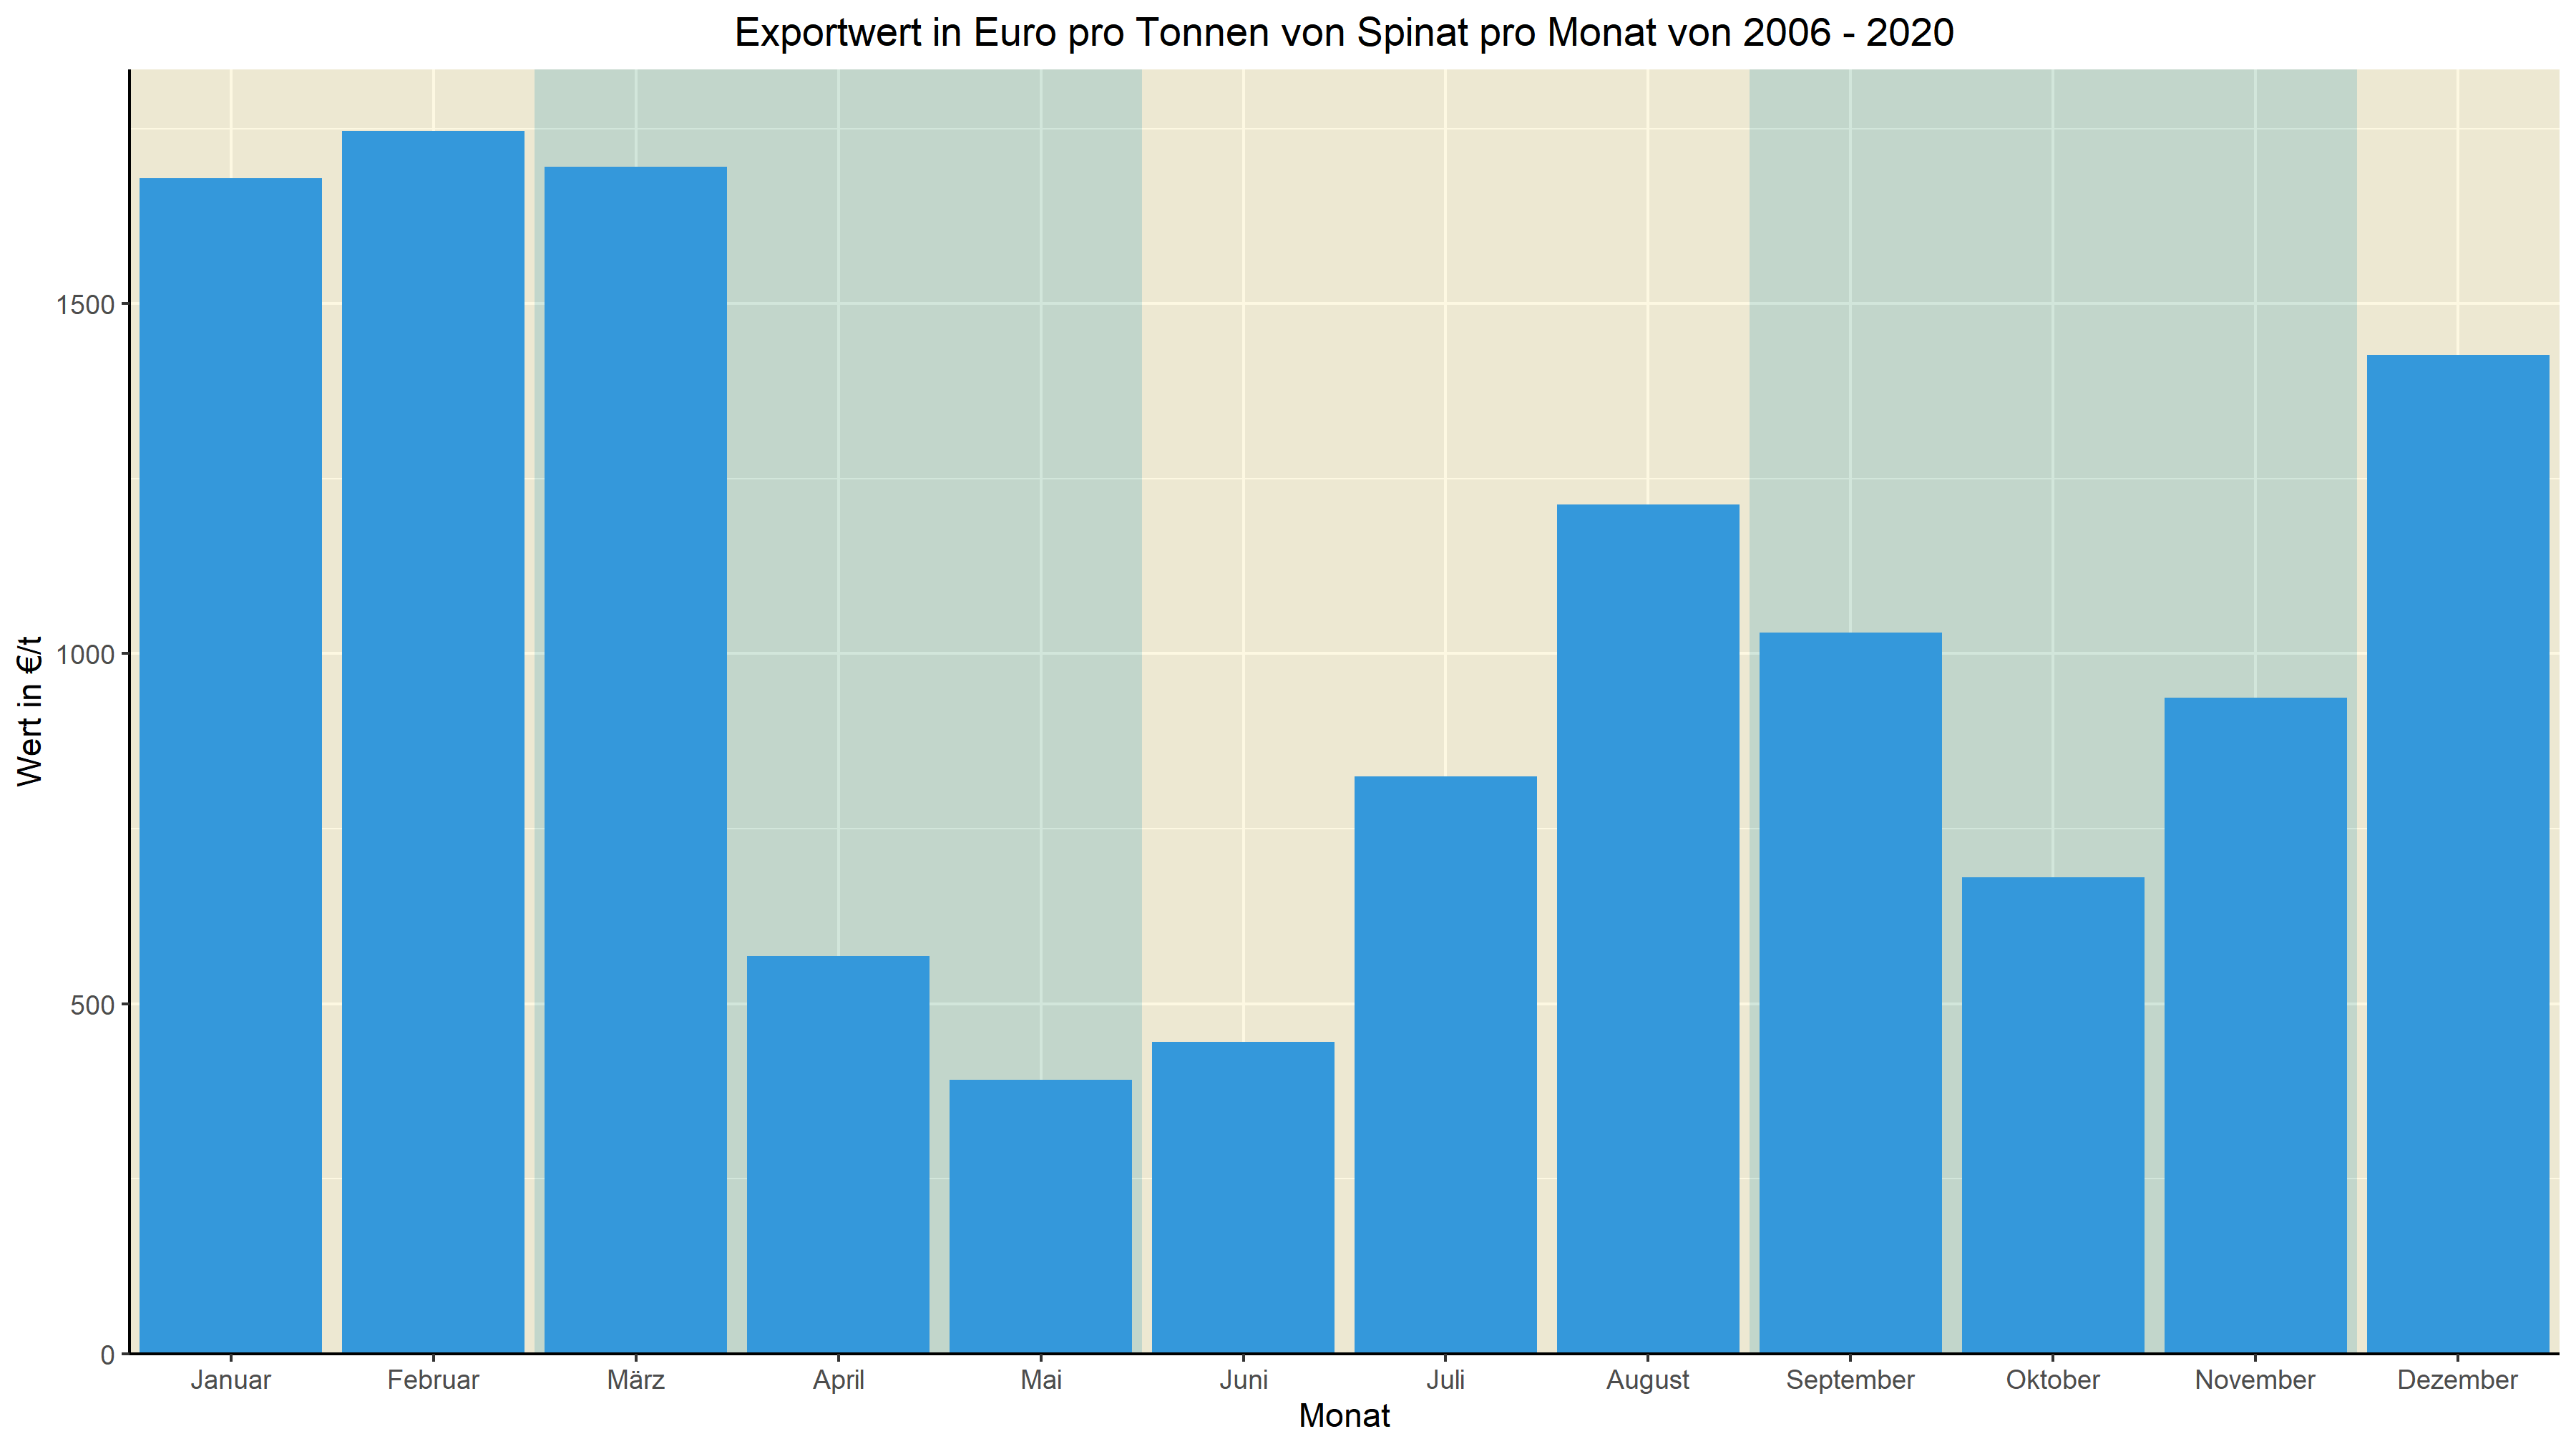 Exportwert in Euro pro Tonnen von Spinat pro Monat von 2006 - 2020
Wert in €/t
1500
1000
500
0
Januar Februar März April Mai Juni Juli August September Oktober November Dezember
Monat